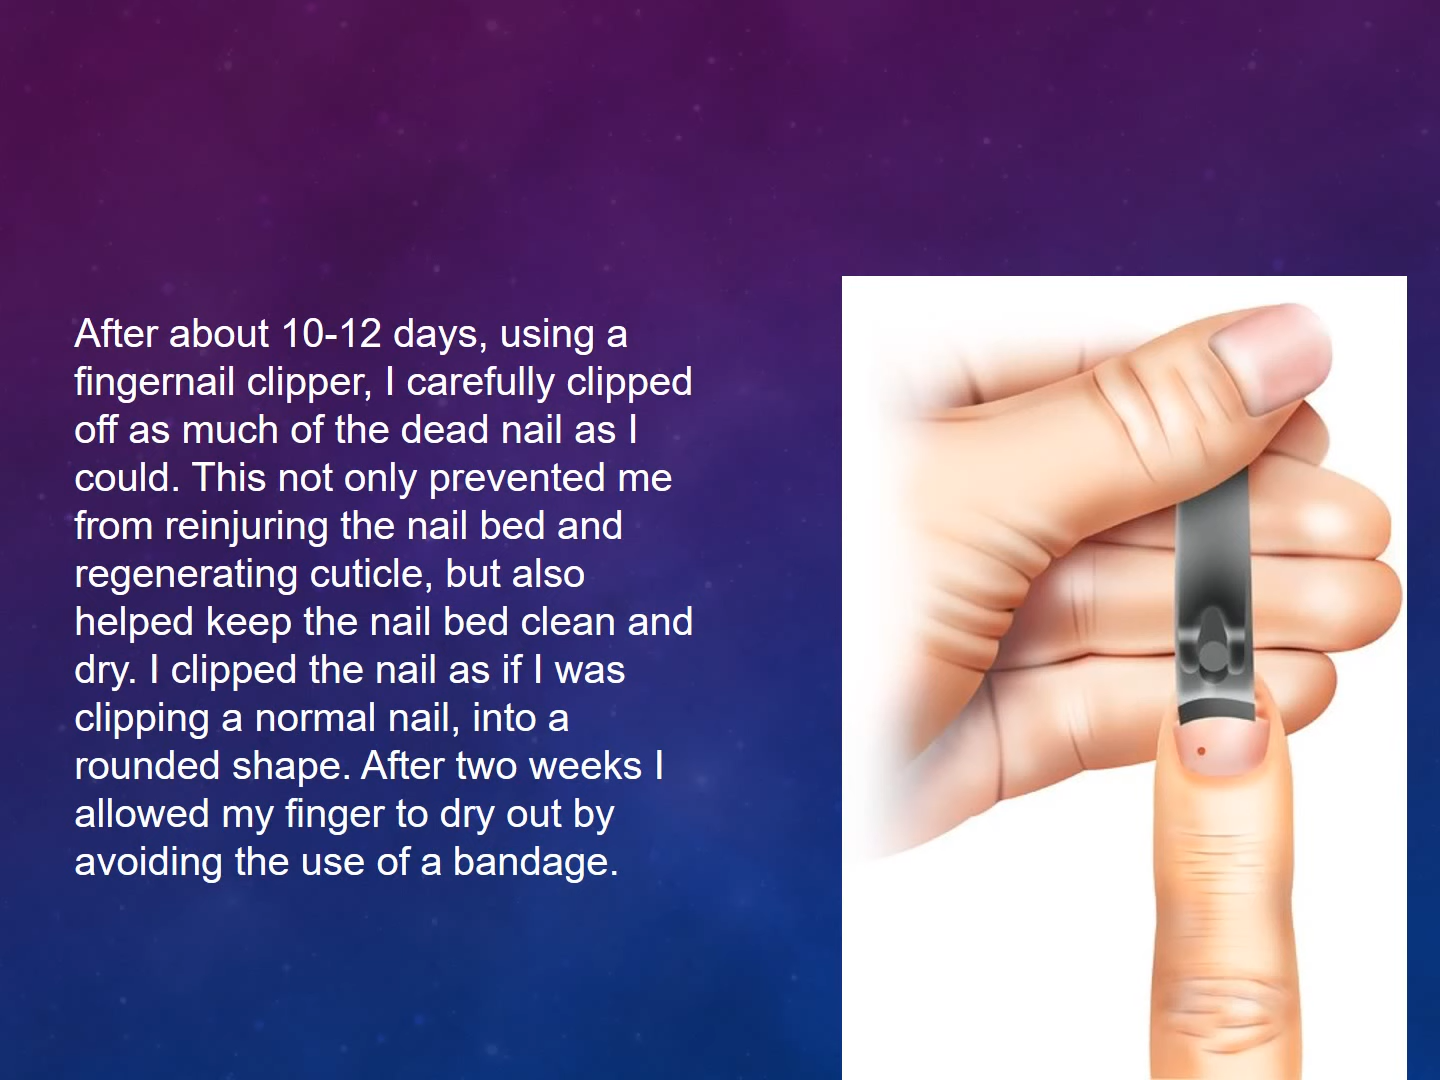 After about 10-12 days, using a
fingernail clipper, I carefully clipped
off as much of the dead nail as I
could. This not only prevented me
from reinjuring the nail bed and
regenerating cuticle, but also
helped keep the nail bed clean and
dry. I clipped the nail as if I was
clipping a normal nail, into a
rounded shape. After two weeks I
allowed my finger to dry out by
avoiding the use of a bandage.